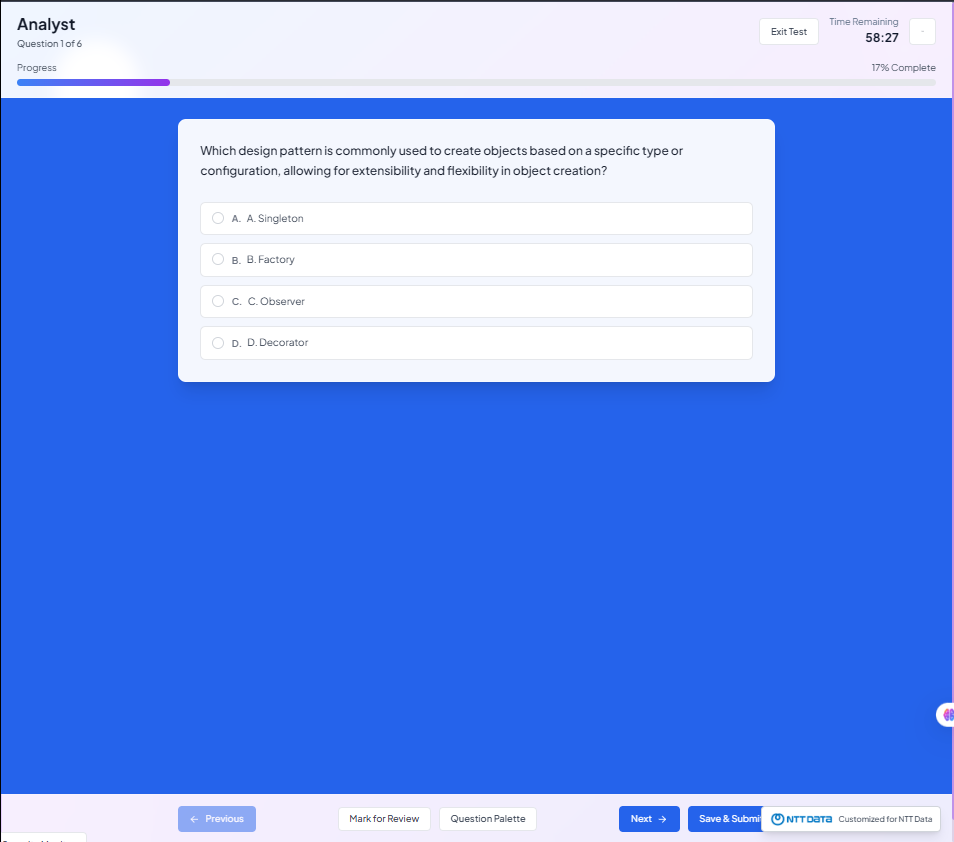 Analyst
Question 1 of 6
Exit Test
Time Remaining
58:27
Progress
17% Complete
Which design pattern is commonly used to create objects based on a specific type or
configuration, allowing for extensibility and flexibility in object creation?
A. A. Singleton
B. B. Factory
C. C. Observer
D. D. Decorator
← Previous
Mark for Review
Question Palette
Next →
Save & Submit
NTT DATA Customized for NTT Data